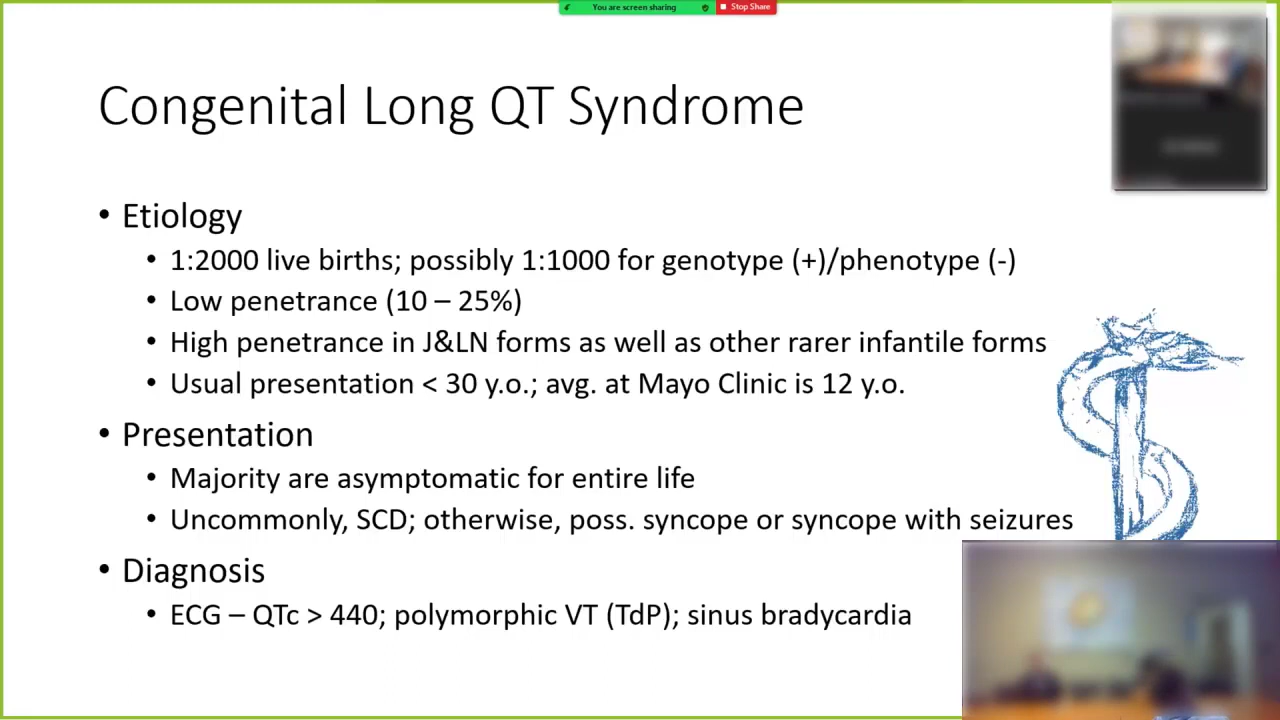 You are screen sharing
Stop Share
Congenital Long QT Syndrome
• Etiology
• 1:2000 live births; possibly 1:1000 for genotype (+)/phenotype (-)
• Low penetrance (10 – 25%)
• High penetrance in J&LN forms as well as other rarer infantile forms
• Usual presentation < 30 y.o.; avg. at Mayo Clinic is 12 y.o.
• Presentation
• Majority are asymptomatic for entire life
• Uncommonly, SCD; otherwise, poss. syncope or syncope with seizures
• Diagnosis
• ECG – QTc > 440; polymorphic VT (TdP); sinus bradycardia